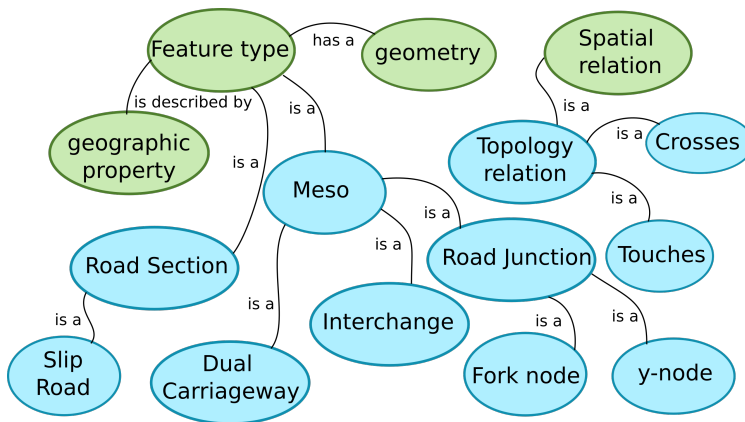 Feature type
has a
geometry
Spatial
relation
is described by
is a
is a
is a
is a
geographic
property
Topology
relation
Crosses
is a
Meso
is a
is a
Road Section
is a
Road Junction
Touches
is a
is a
Interchange
is a
is a
Slip
Road
Dual
Carriageway
Fork node
y-node